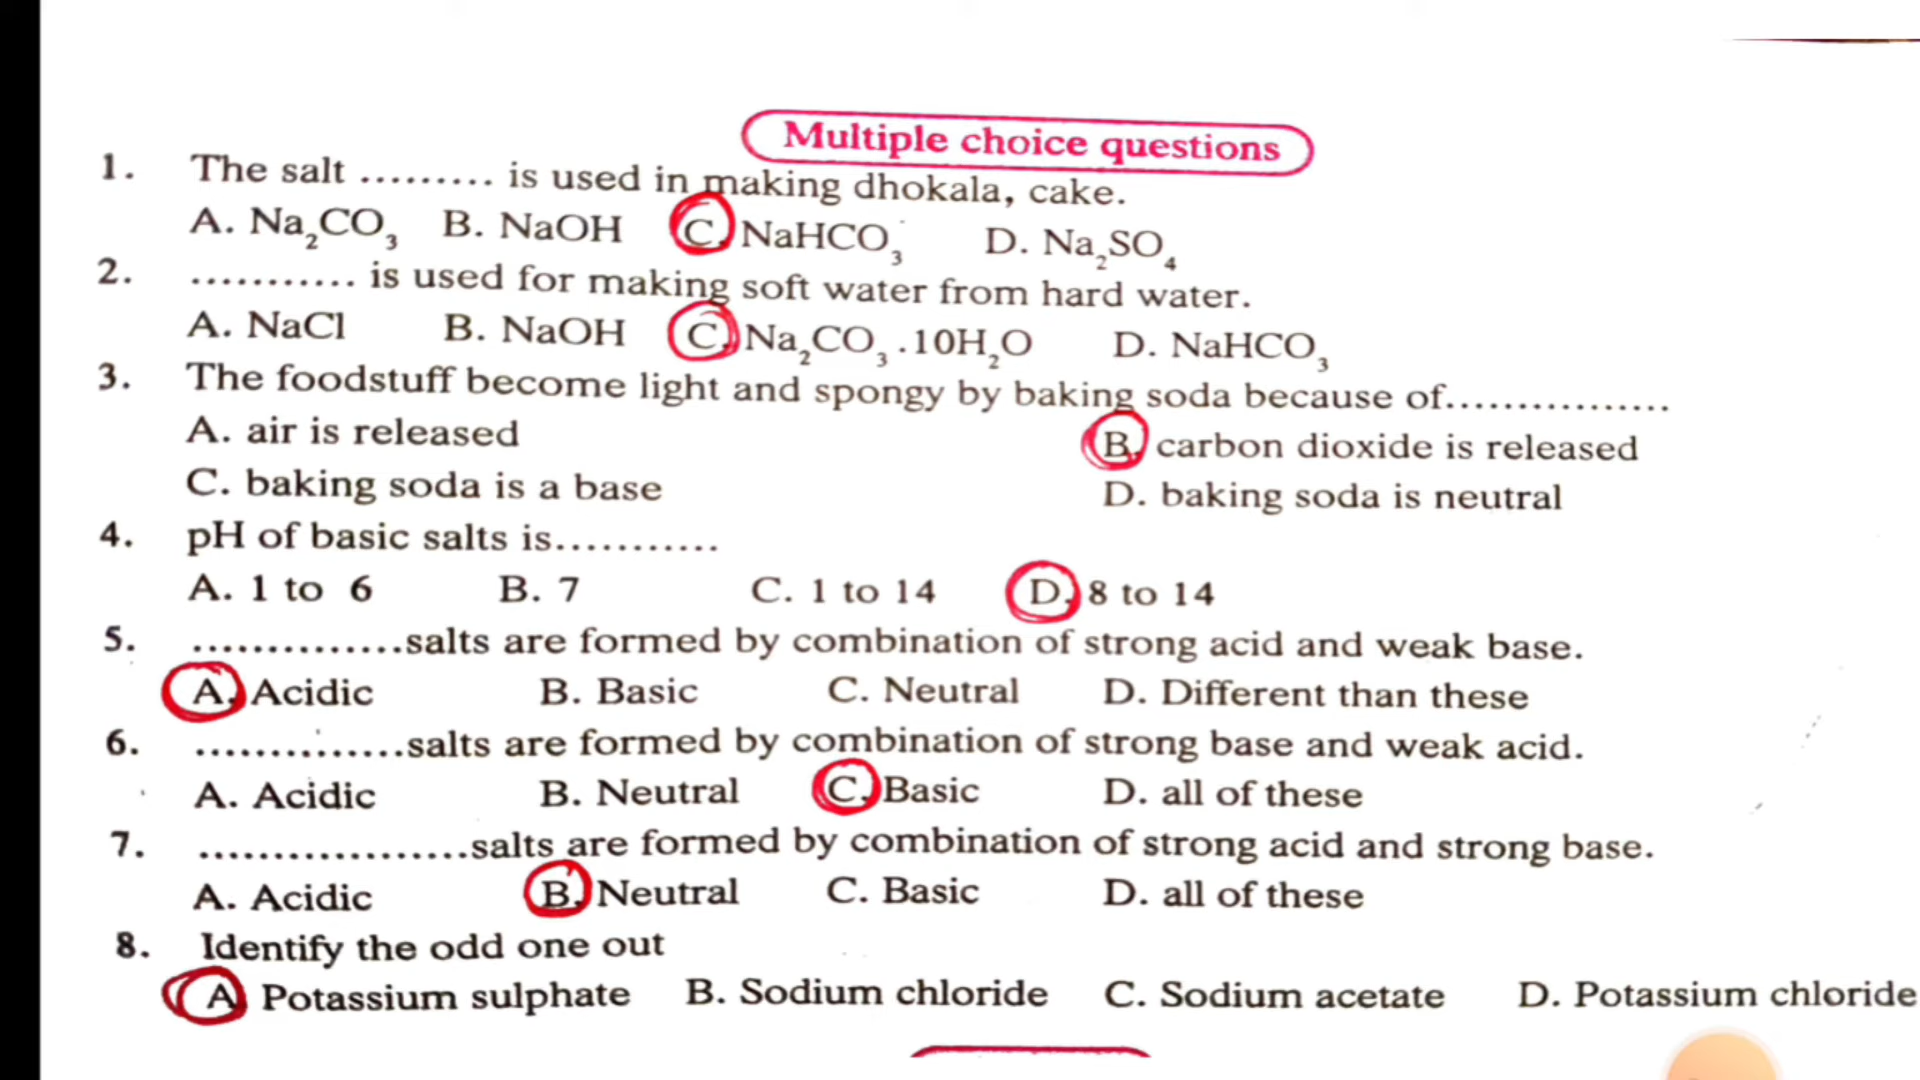 Multiple choice questions
1. The salt ......... is used in making dhokala, cake.
A. Na₂CO₃ B. NaOH C. NaHCO₃ D. Na₂SO₄
2. ........... is used for making soft water from hard water.
A. NaCl B. NaOH C. Na₂CO₃ .10H₂O D. NaHCO₃
3. The foodstuff become light and spongy by baking soda because of................
A. air is released B. carbon dioxide is released
C. baking soda is a base D. baking soda is neutral
4. pH of basic salts is...........
A. 1 to 6 B. 7 C. 1 to 14 D. 8 to 14
5. ..............salts are formed by combination of strong acid and weak base.
A. Acidic B. Basic C. Neutral D. Different than these
6. ..............salts are formed by combination of strong base and weak acid.
A. Acidic B. Neutral C. Basic D. all of these
7. ..................salts are formed by combination of strong acid and strong base.
A. Acidic B. Neutral C. Basic D. all of these
8. Identify the odd one out
A Potassium sulphate B. Sodium chloride C. Sodium acetate D. Potassium chloride